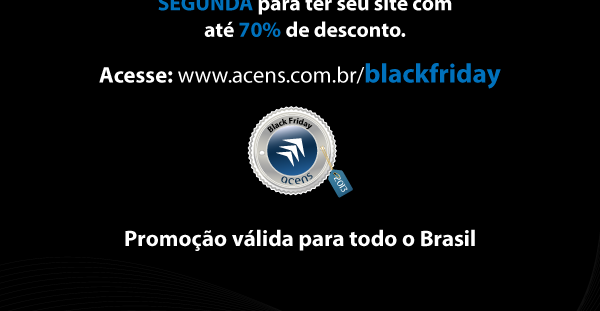 SEGUNDA para ter seu site com
até 70% de desconto.
Acesse: www.acens.com.br/blackfriday
Black Friday
acens
2013
Promoção válida para todo o Brasil